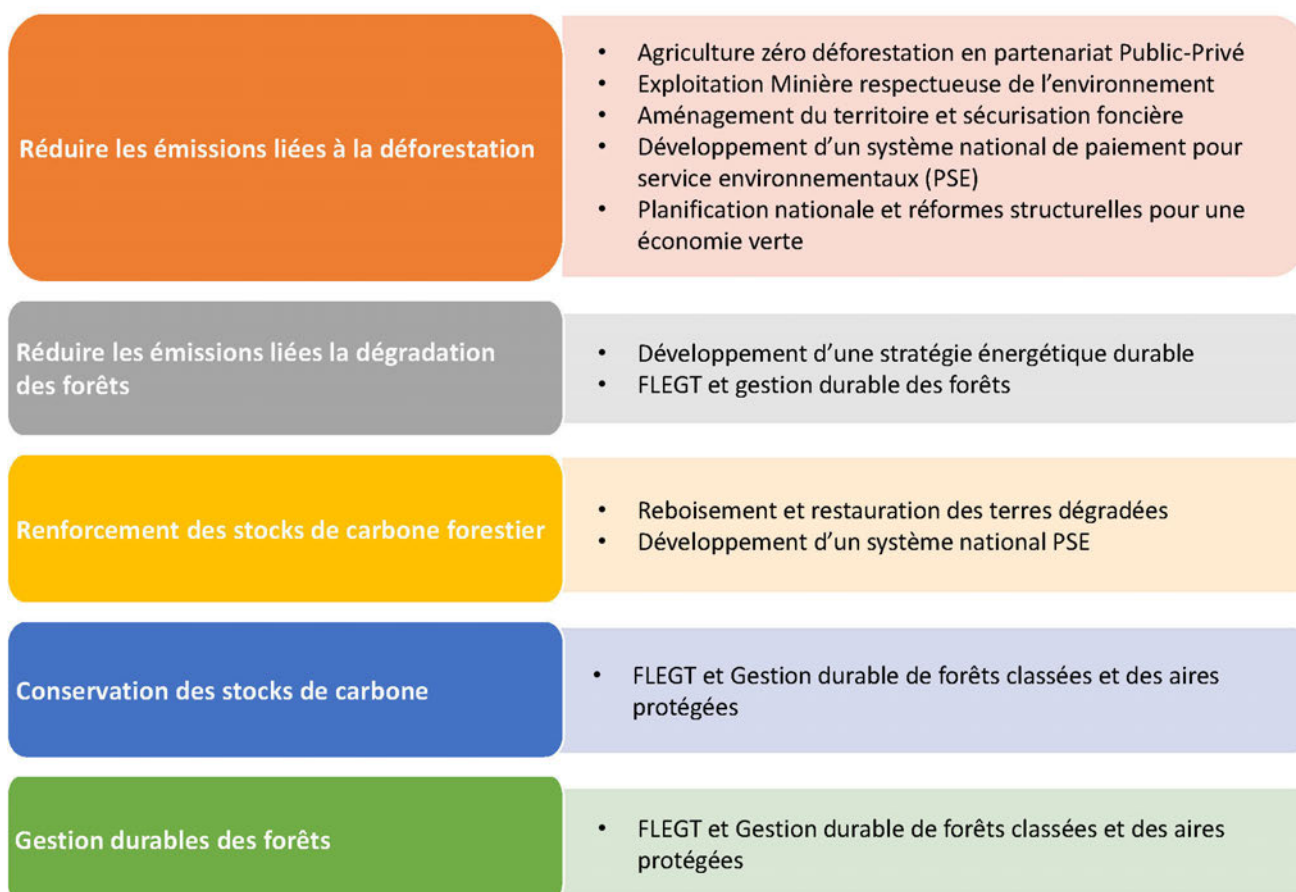 Réduire les émissions liées à la déforestation
• Agriculture zéro déforestation en partenariat Public-Privé
• Exploitation Minière respectueuse de l’environnement
• Aménagement du territoire et sécurisation foncière
• Développement d’un système national de paiement pour
service environnementaux (PSE)
• Planification nationale et réformes structurelles pour une
économie verte
Réduire les émissions liées la dégradation
des forêts
• Développement d’une stratégie énergétique durable
• FLEGT et gestion durable des forêts
Renforcement des stocks de carbone forestier
• Reboisement et restauration des terres dégradées
• Développement d’un système national PSE
Conservation des stocks de carbone
• FLEGT et Gestion durable de forêts classées et des aires
protégées
Gestion durables des forêts
• FLEGT et Gestion durable de forêts classées et des aires
protégées